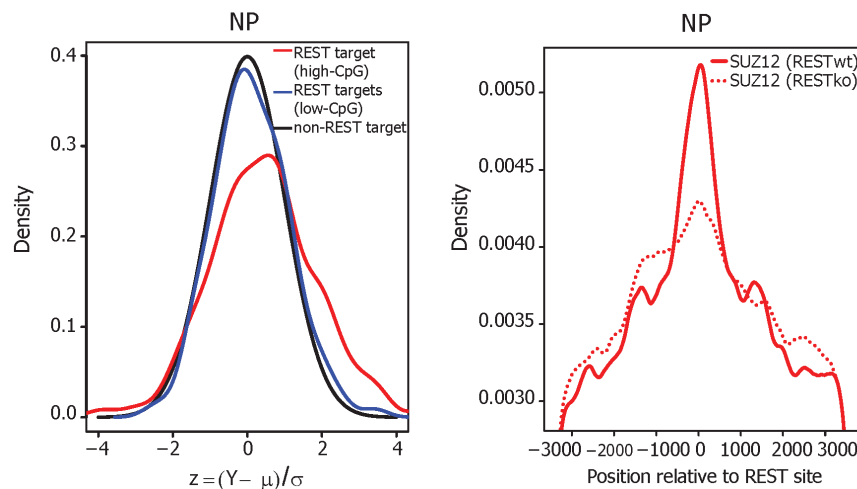 NP
0.4
0.3
0.2
0.1
0.0
Density
REST target
(high-CpG)
REST targets
(low-CpG)
non-REST target
−4
−2
0
2
4
z=(Y− μ)/σ
NP
0.0050
0.0045
0.0040
0.0035
0.0030
Density
SUZ12 (RESTwt)
SUZ12 (RESTko)
−3000
−2000
−1000
0
1000
2000
3000
Position relative to REST site